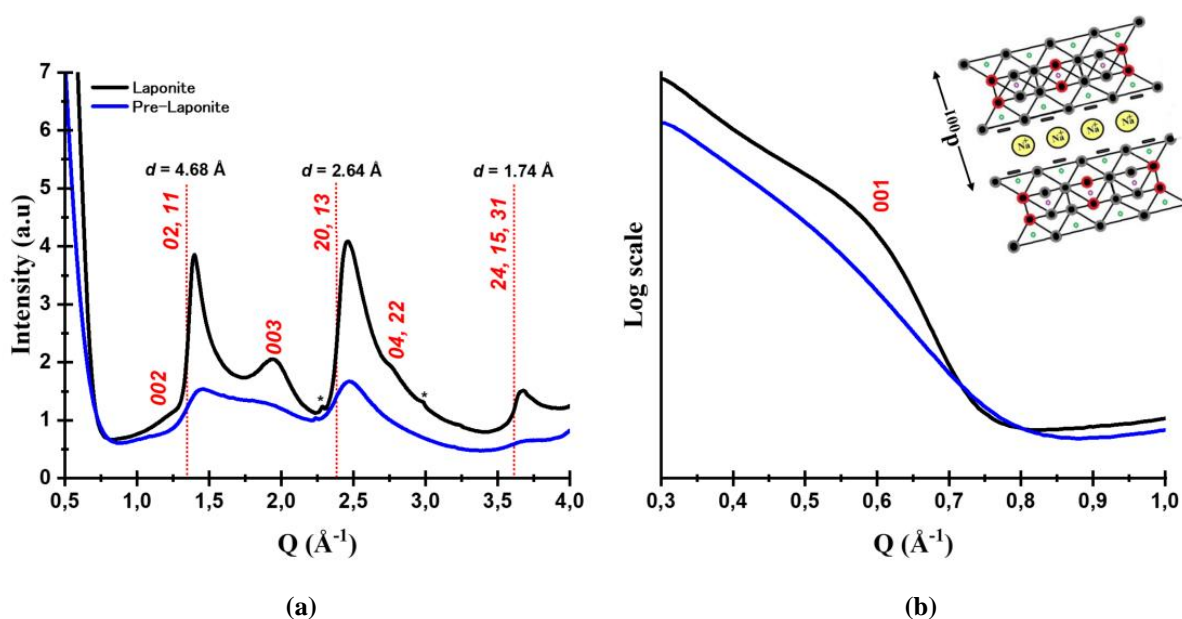 7
6
5
4
3
2
1
0
Intensity (a.u)
Laponite
Pre-Laponite
d = 4.68 Å
d = 2.64 Å
d = 1.74 Å
002
02, 11
003
20, 13
04, 22
24, 15, 31
*
*
0,5 1,0 1,5 2,0 2,5 3,0 3,5 4,0
Q (Å-1)
(a)
Log scale
001
d001
Na+ Na+ Na+ Na+
0,3 0,4 0,5 0,6 0,7 0,8 0,9 1,0
Q (Å-1)
(b)